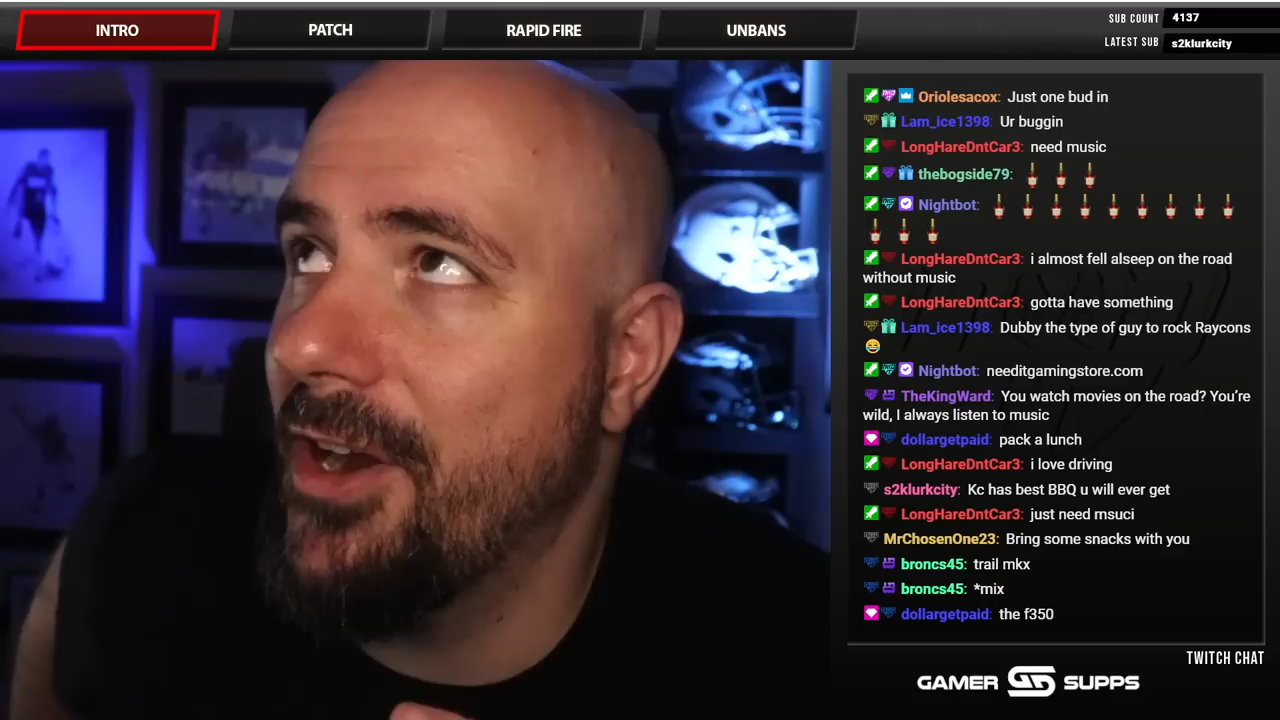 INTRO
PATCH
RAPID FIRE
UNBANS
SUB COUNT 4137
LATEST SUB s2klurkcity
Oriolesacox: Just one bud in
Lam_ice1398: Ur buggin
LongHareDntCar3: need music
thebogside79:
Nightbot:
LongHareDntCar3: i almost fell alseep on the road
without music
LongHareDntCar3: gotta have something
Lam_ice1398: Dubby the type of guy to rock Raycons
😂
Nightbot: needitgamingstore.com
TheKingWard: You watch movies on the road? You're
wild, I always listen to music
dollargetpaid: pack a lunch
LongHareDntCar3: i love driving
s2klurkcity: Kc has best BBQ u will ever get
LongHareDntCar3: just need msuci
MrChosenOne23: Bring some snacks with you
broncs45: trail mkx
broncs45: *mix
dollargetpaid: the f350
TWITCH CHAT
GAMER SUPPS